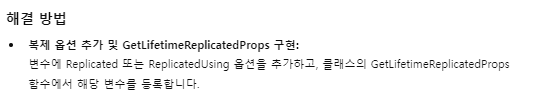 해결 방법
• 복제 옵션 추가 및 GetLifetimeReplicatedProps 구현:
변수에 Replicated 또는 ReplicatedUsing 옵션을 추가하고, 클래스의 GetLifetimeReplicatedProps
함수에서 해당 변수를 등록합니다.